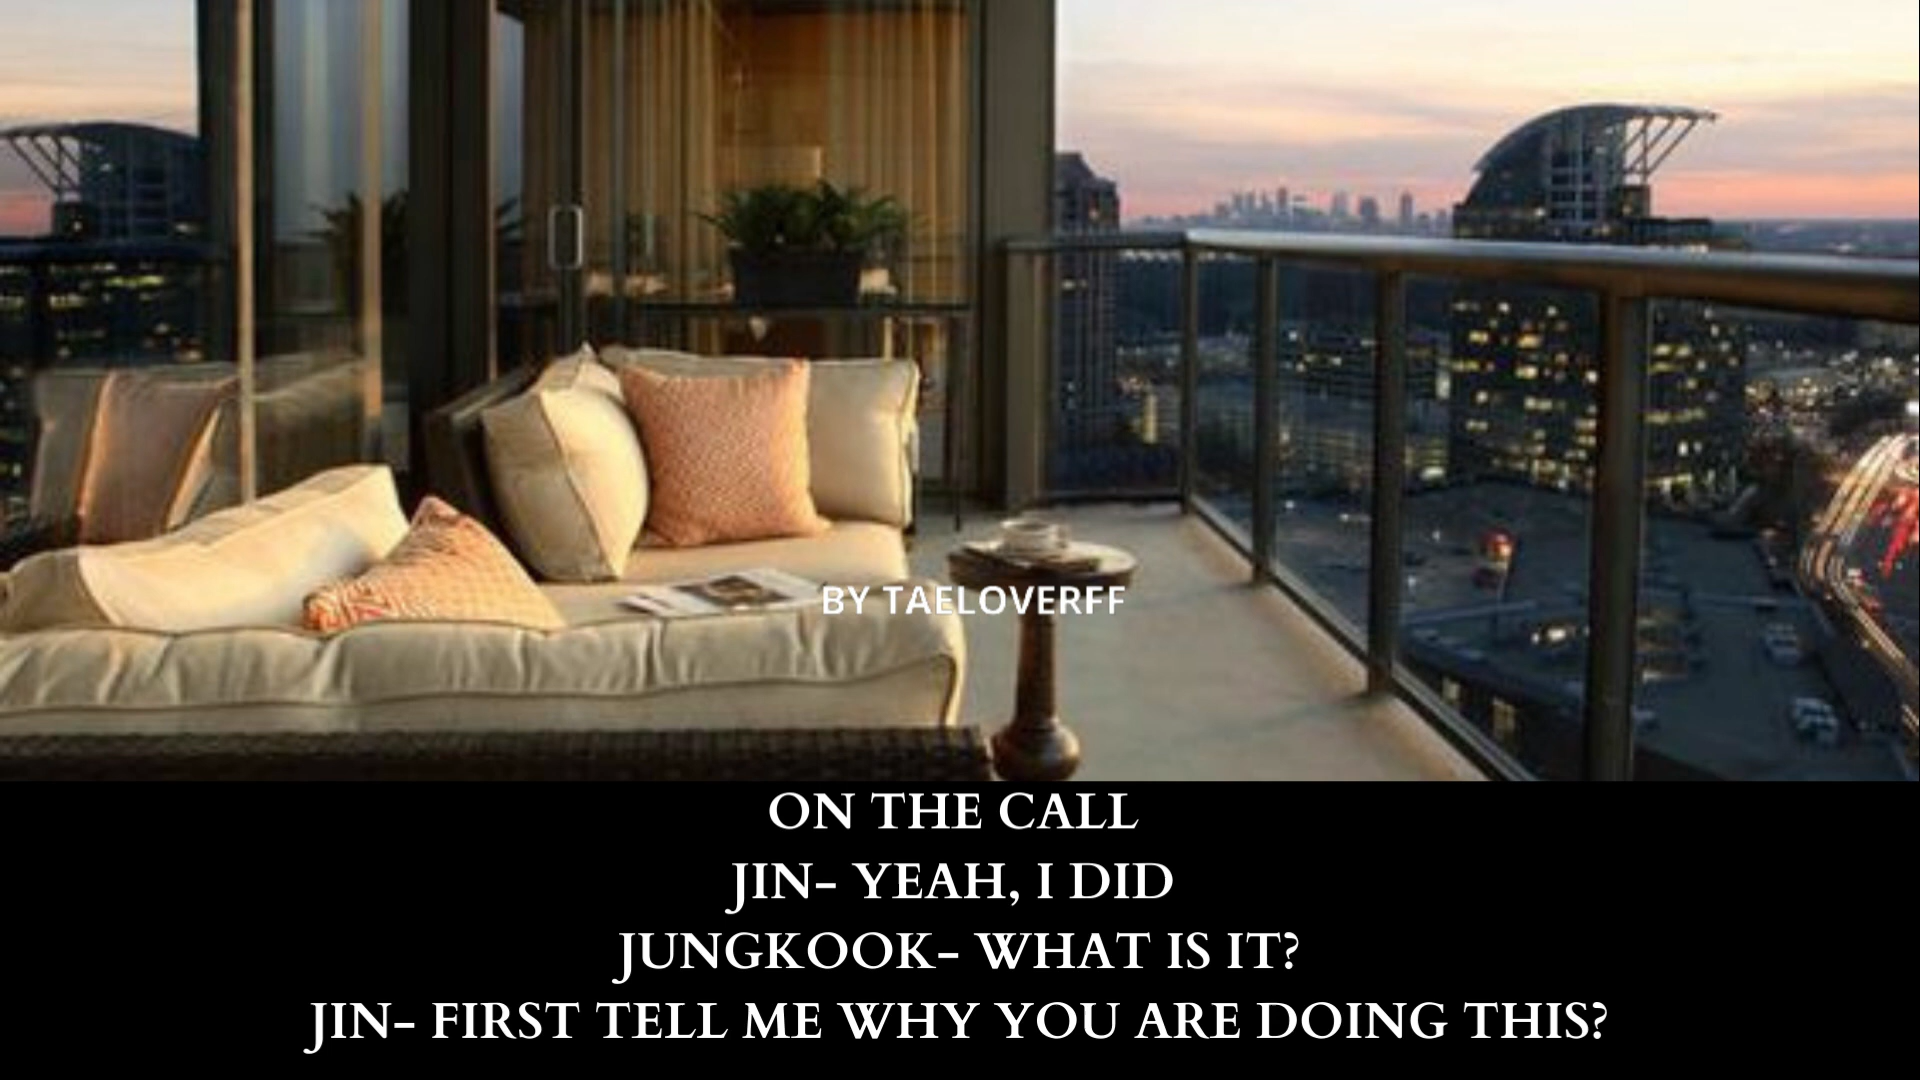 BY TAELOVERFF
ON THE CALL
JIN- YEAH, I DID
JUNGKOOK- WHAT IS IT?
JIN- FIRST TELL ME WHY YOU ARE DOING THIS?